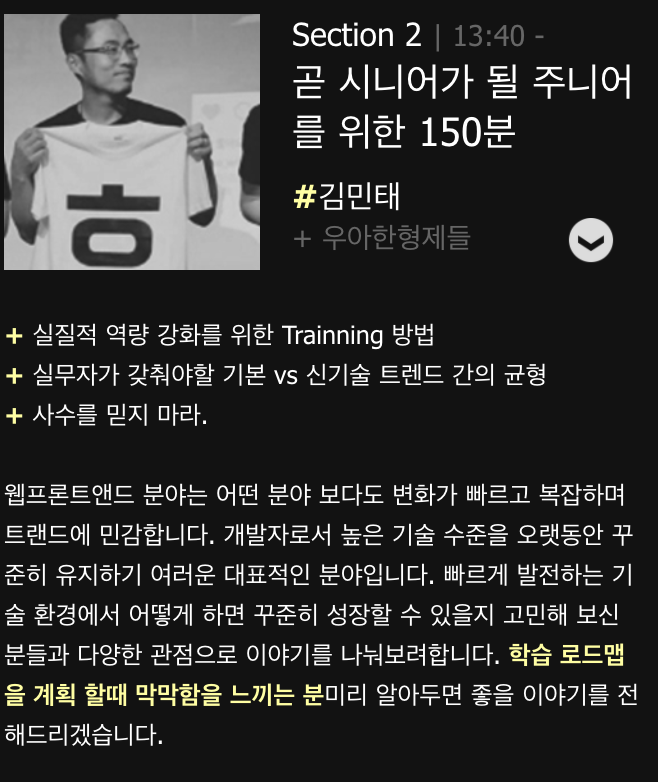 Section 2 | 13:40 -
곧 시니어가 될 주니어
를 위한 150분
#김민태
+ 우아한형제들
ㅎ
+ 실질적 역량 강화를 위한 Trainning 방법
+ 실무자가 갖춰야할 기본 vs 신기술 트렌드 간의 균형
+ 사수를 믿지 마라.
웹프론트앤드 분야는 어떤 분야 보다도 변화가 빠르고 복잡하며
트랜드에 민감합니다. 개발자로서 높은 기술 수준을 오랫동안 꾸
준히 유지하기 여러운 대표적인 분야입니다. 빠르게 발전하는 기
술 환경에서 어떻게 하면 꾸준히 성장할 수 있을지 고민해 보신
분들과 다양한 관점으로 이야기를 나눠보려합니다. 학습 로드맵
을 계획 할때 막막함을 느끼는 분미리 알아두면 좋을 이야기를 전
해드리겠습니다.